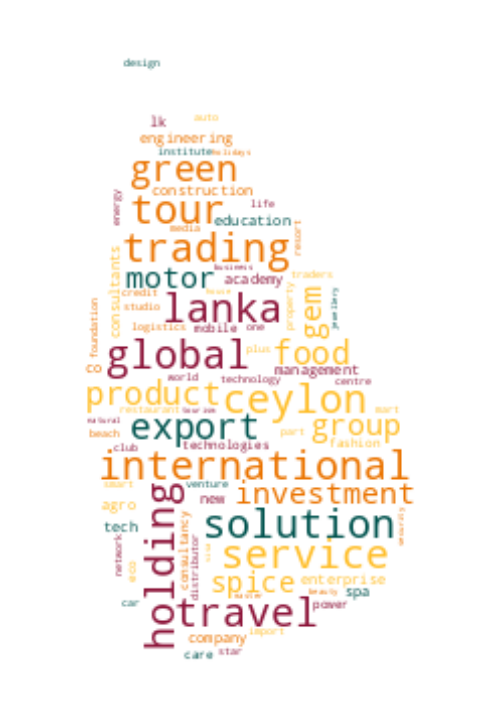 design
lk
auto
engineering
institute holidays
green
construction
energy
tour
life
education
media
resort
trading
business
consultants
motor
academy
traders
credit
gem
property
jewellery
studio
lanka
foundation
logistics
mobile
one
global
plus
food
co
management
world
technology
centre
product
ceylon
restaurant
tourism
mart
natural
export
group
beach
part
club
technologies
fashion
international
smart
venture
holding
new
investment
agro
tech
solution
security
consultancy
distributor
network
service
eco
spice
enterprise
master
beauty
spa
car
travel
power
import
company
care
star